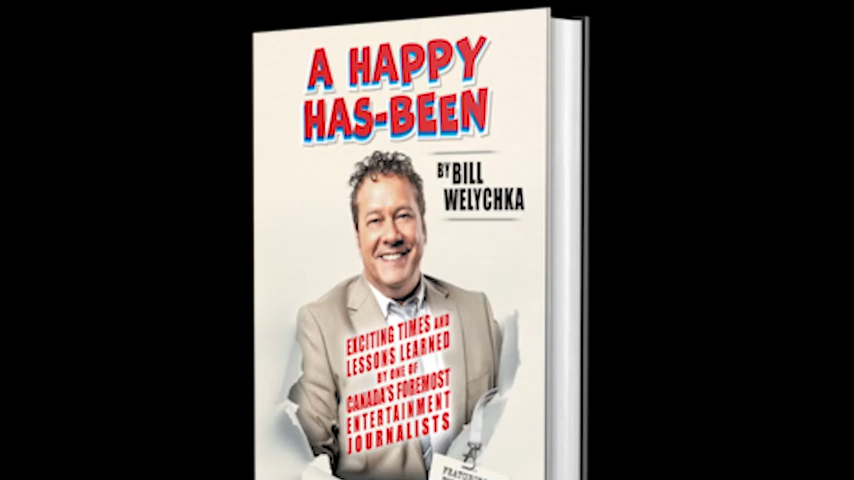 A HAPPY
HAS-BEEN
BY BILL
WELYCHKA
EXCITING TIMES AND
LESSONS LEARNED
BY ONE OF
CANADA'S FOREMOST
ENTERTAINMENT
JOURNALISTS